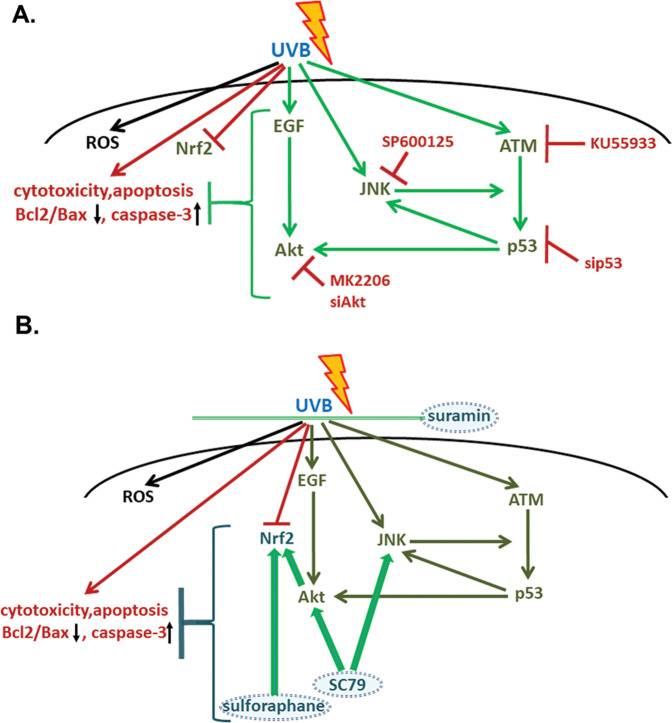 A.
UVB
ROS
Nrf2
EGF
SP600125
ATM
KU55933
cytotoxicity,apoptosis
Bcl2/Bax ↓, caspase-3↑
JNK
Akt
p53
sip53
MK2206
siAkt
B.
UVB
suramin
ROS
EGF
ATM
Nrf2
JNK
cytotoxicity,apoptosis
Bcl2/Bax ↓, caspase-3↑
Akt
p53
SC79
sulforaphane